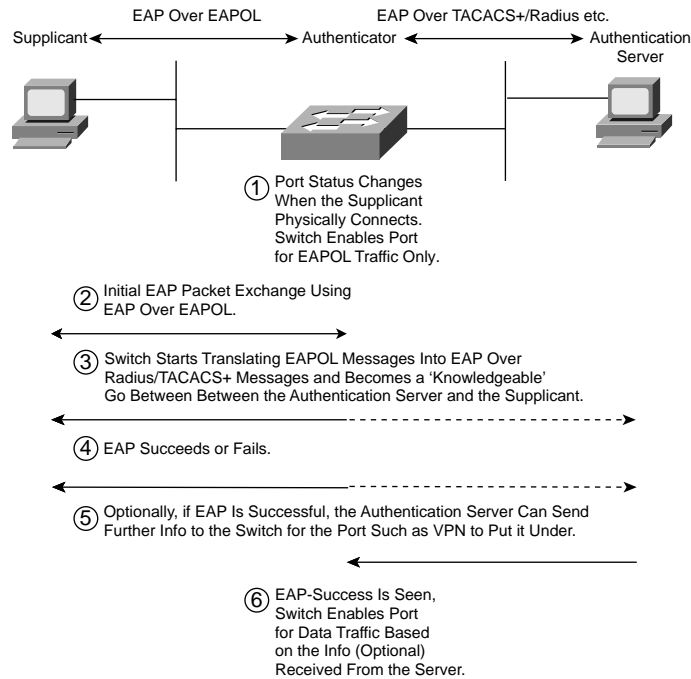 EAP Over EAPOL
EAP Over TACACS+/Radius etc.
Supplicant
Authenticator
Authentication
Server
1 Port Status Changes
When the Supplicant
Physically Connects.
Switch Enables Port
for EAPOL Traffic Only.
2 Initial EAP Packet Exchange Using
EAP Over EAPOL.
3 Switch Starts Translating EAPOL Messages Into EAP Over
Radius/TACACS+ Messages and Becomes a ‘Knowledgeable’
Go Between Between the Authentication Server and the Supplicant.
4 EAP Succeeds or Fails.
5 Optionally, if EAP Is Successful, the Authentication Server Can Send
Further Info to the Switch for the Port Such as VPN to Put it Under.
6 EAP-Success Is Seen,
Switch Enables Port
for Data Traffic Based
on the Info (Optional)
Received From the Server.